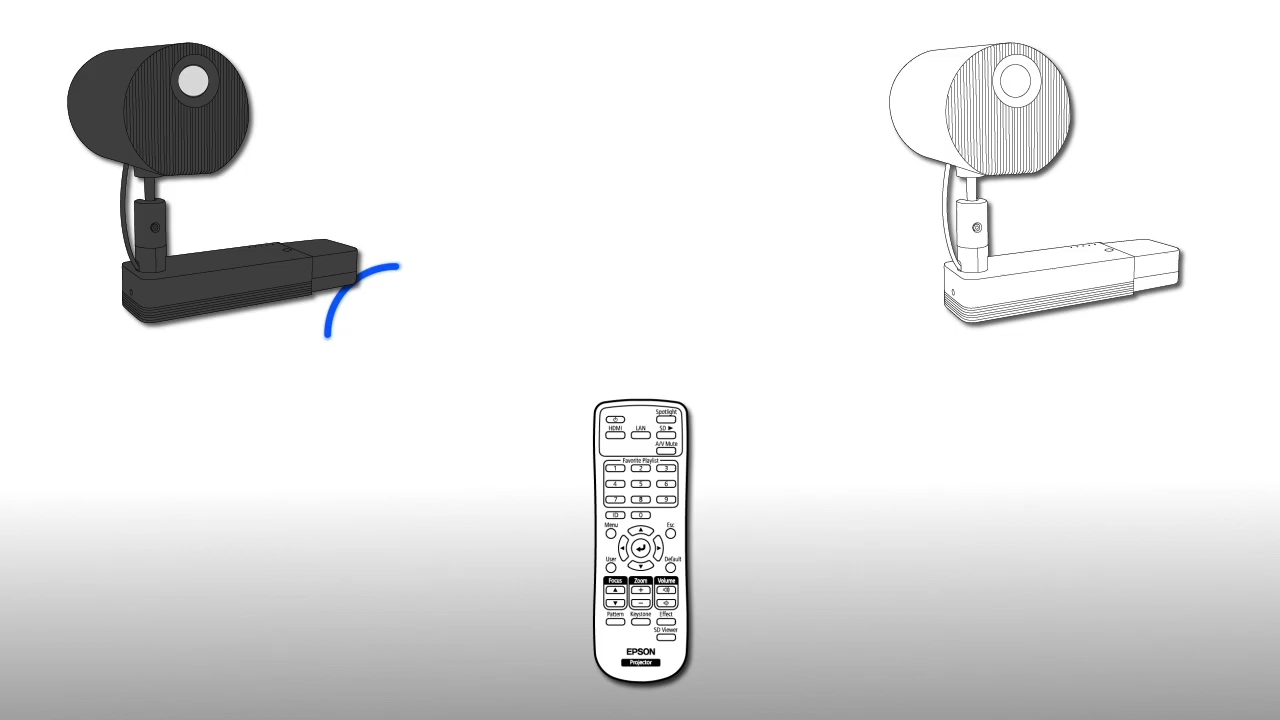 Spotlight
HDMI LAN SD ▶
A/V Mute
Favorite Playlist
1 2 3
4 5 6
7 8 9
ID 0
Menu Esc
User Default
Focus Zoom Volume
+
−
Pattern Keystone Effect
SD Viewer
EPSON
Projector